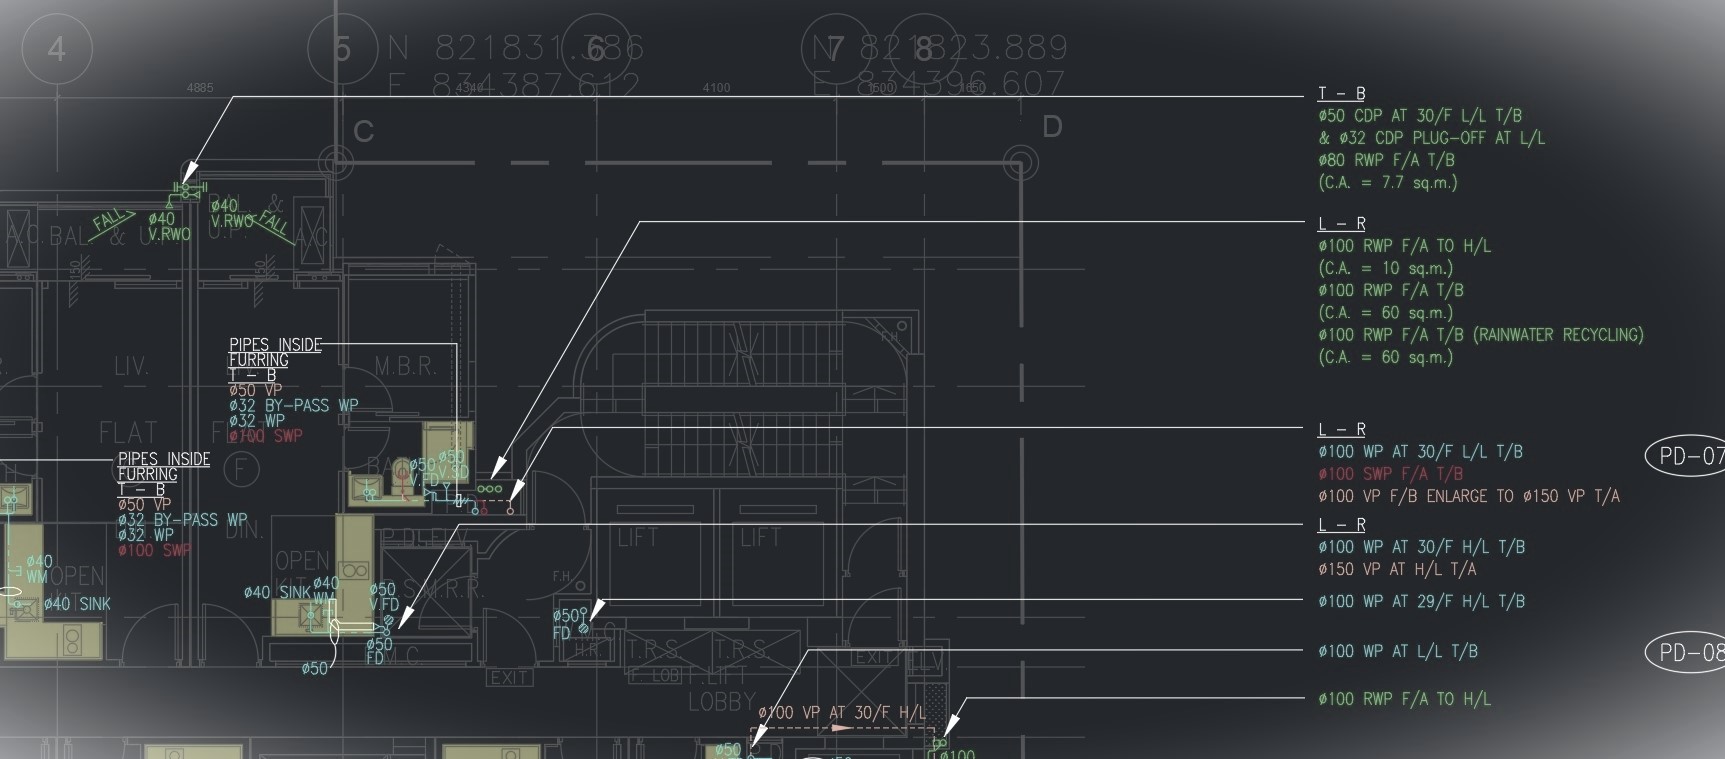 4
5
6
7
8
N 821831.386
E 834387.612
N 821823.889
E 834396.607
4885
4340
4100
1500
1650
C
D
T - B
ø50 CDP AT 30/F L/L T/B
& ø32 CDP PLUG-OFF AT L/L
ø80 RWP F/A T/B
(C.A. = 7.7 sq.m.)
L - R
ø100 RWP F/A TO H/L
(C.A. = 10 sq.m.)
ø100 RWP F/A T/B
(C.A. = 60 sq.m.)
ø100 RWP F/A T/B (RAINWATER RECYCLING)
(C.A. = 60 sq.m.)
L - R
ø100 WP AT 30/F L/L T/B
ø100 SWP F/A T/B
ø100 VP F/B ENLARGE TO ø150 VP T/A
PD-07
L - R
ø100 WP AT 30/F H/L T/B
ø150 VP AT H/L T/A
ø100 WP AT 29/F H/L T/B
ø100 WP AT L/L T/B
PD-08
ø100 RWP F/A TO H/L
FALL
ø40
V.RWO
ø40
V.RWO
FALL
A.C.
BAL. & U.P.
BAL. &
U.P.
A/C
150
150
PIPES INSIDE
FURRING
T - B
ø50 VP
ø32 BY-PASS WP
ø32 WP
ø100 SWP
LIV.
M.B.R.
F.H.
FLAT
F
PIPES INSIDE
FURRING
T - B
ø50 VP
ø32 BY-PASS WP
ø32 WP
ø100 SWP
DIN.
ø50
V.FD
ø50
V.SD
P.D.
ELV
LIFT
LIFT
OPEN
KIT.
OPEN
ø40
WM
ø40 SINK
ø40 SINK
ø40
WM
ø50
V.FD
R.S.M.R.R.
F.H.
ø50
FD
ø50
FD
M.C.
ø50
H.R.
T.R.S.
T.R.S.
EXIT
ELV
EXIT
F. LOB
F.LIFT
LOBBY
ø100 VP AT 30/F H/L
ø50
ø100